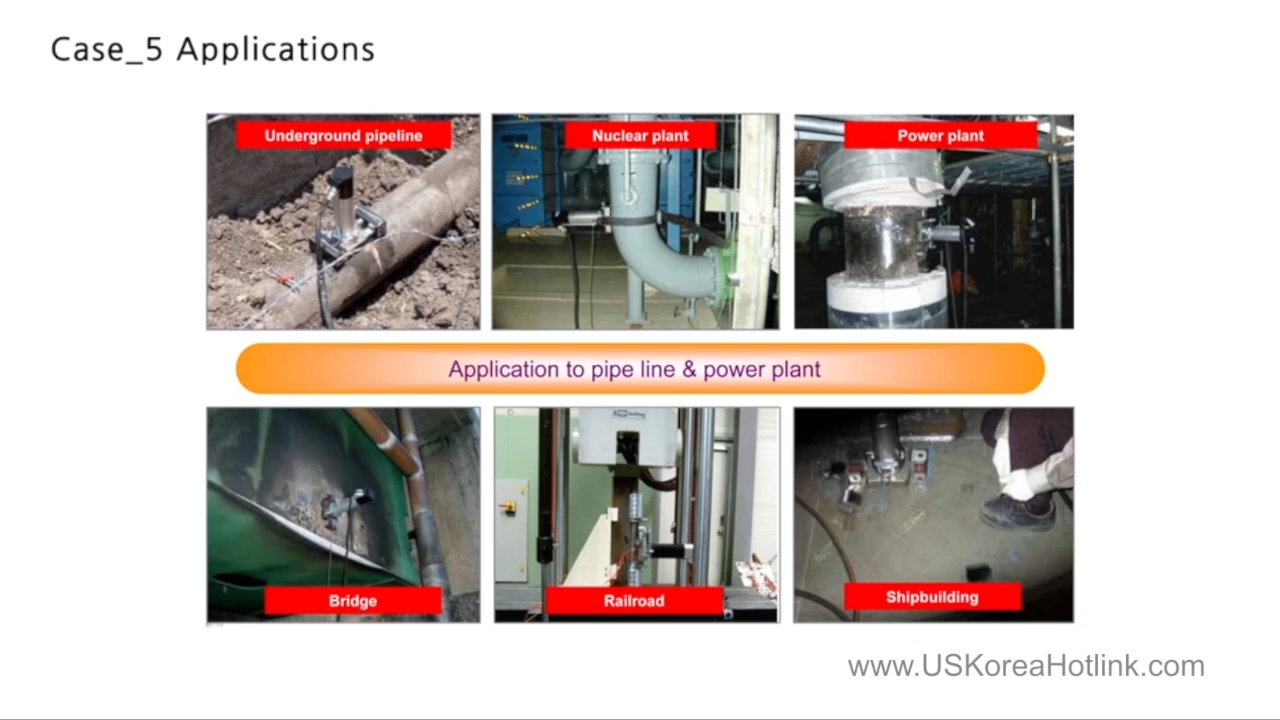 Case_5 Applications
Underground pipeline
Nuclear plant
Power plant
Application to pipe line & power plant
Bridge
Railroad
Shipbuilding
www.USKoreaHotlink.com